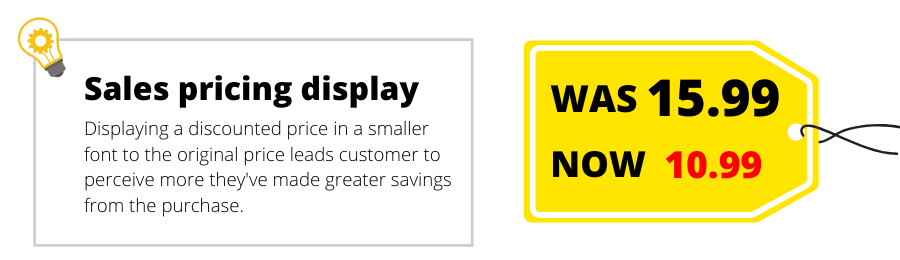 Sales pricing display
Displaying a discounted price in a smaller
font to the original price leads customer to
perceive more they've made greater savings
from the purchase.
WAS 15.99
NOW 10.99